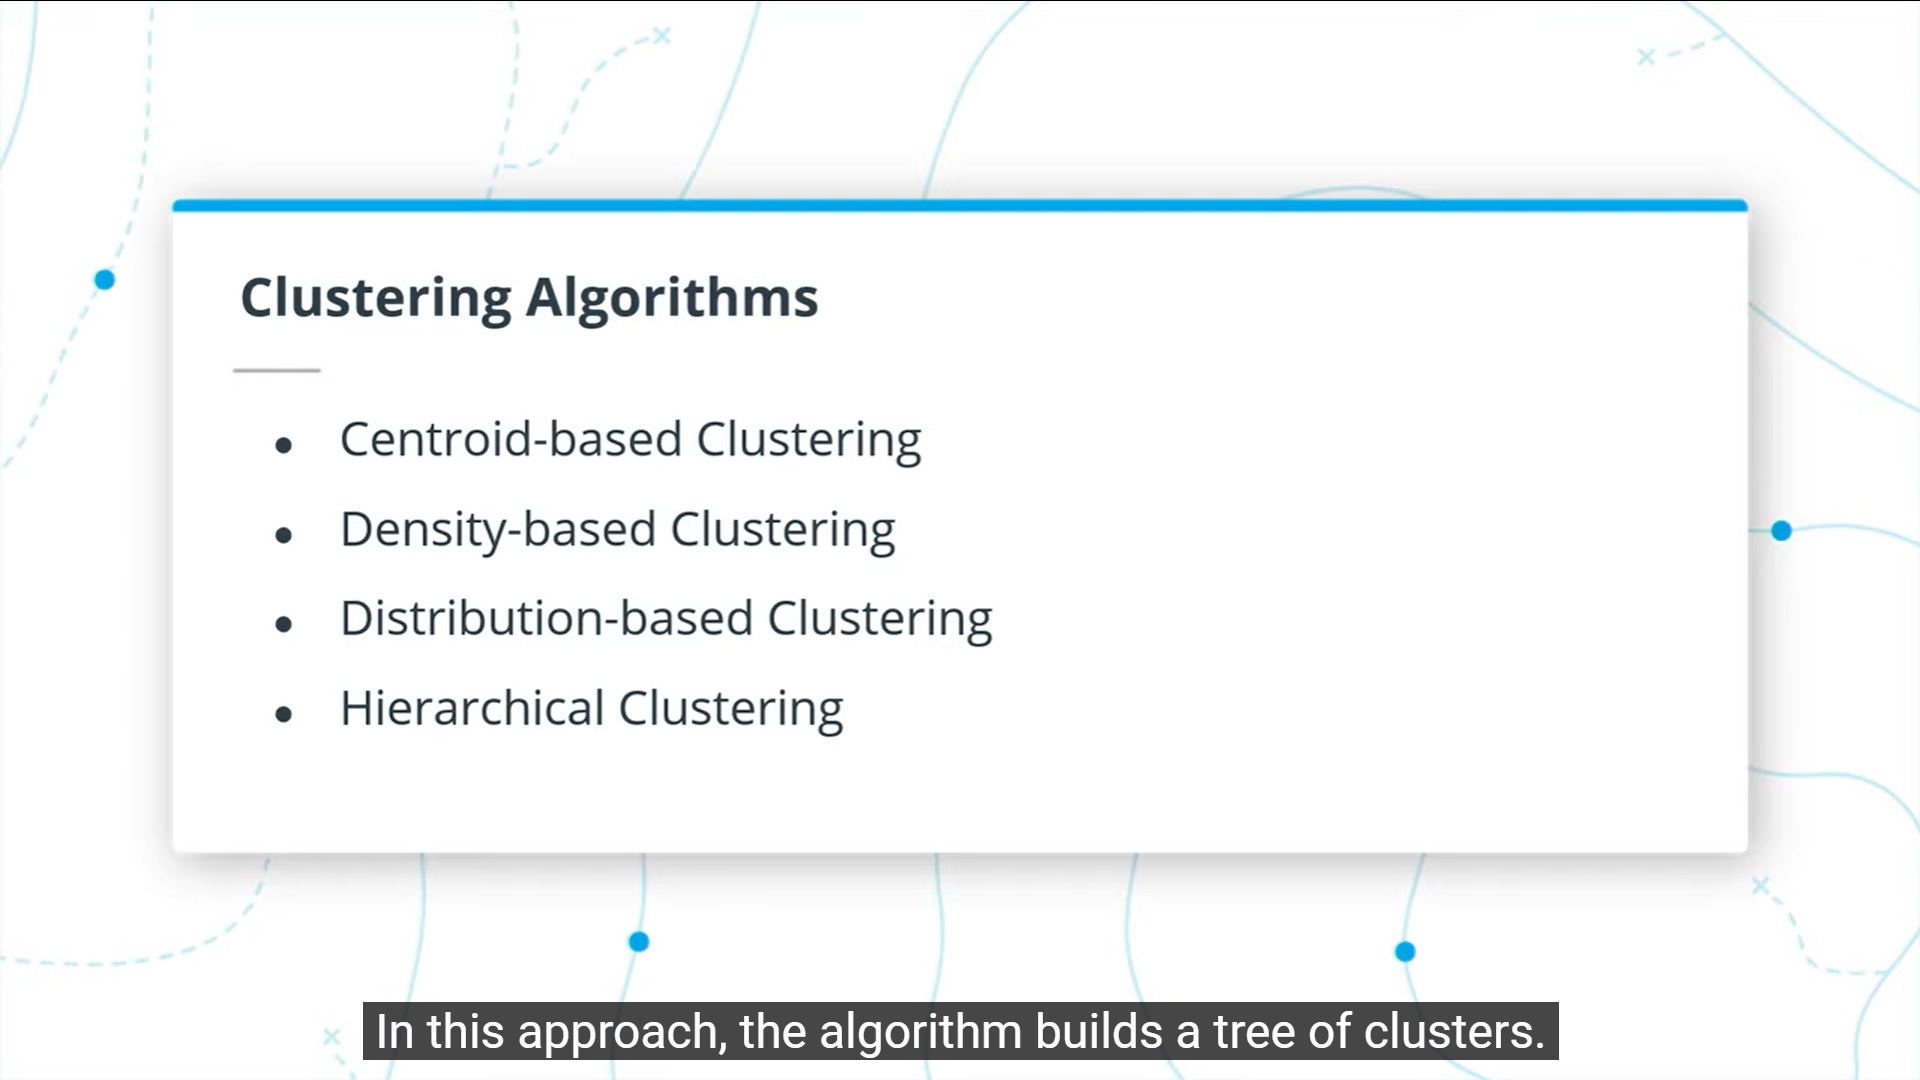 Clustering Algorithms
● Centroid-based Clustering
● Density-based Clustering
● Distribution-based Clustering
● Hierarchical Clustering
In this approach, the algorithm builds a tree of clusters.